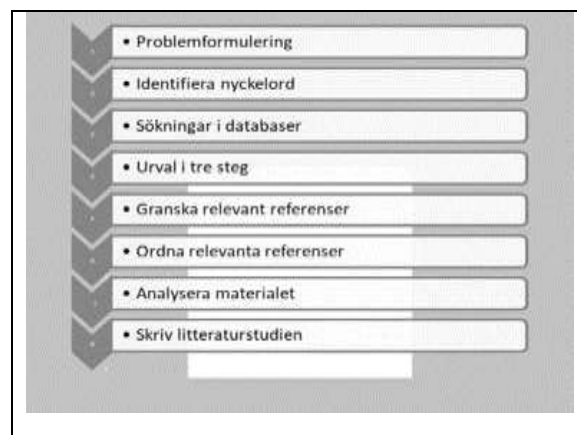 • Problemformulering
• Identifiera nyckelord
• Sökningar i databaser
• Urval i tre steg
• Granska relevant referenser
• Ordna relevanta referenser
• Analysera materialet
• Skriv litteraturstudien